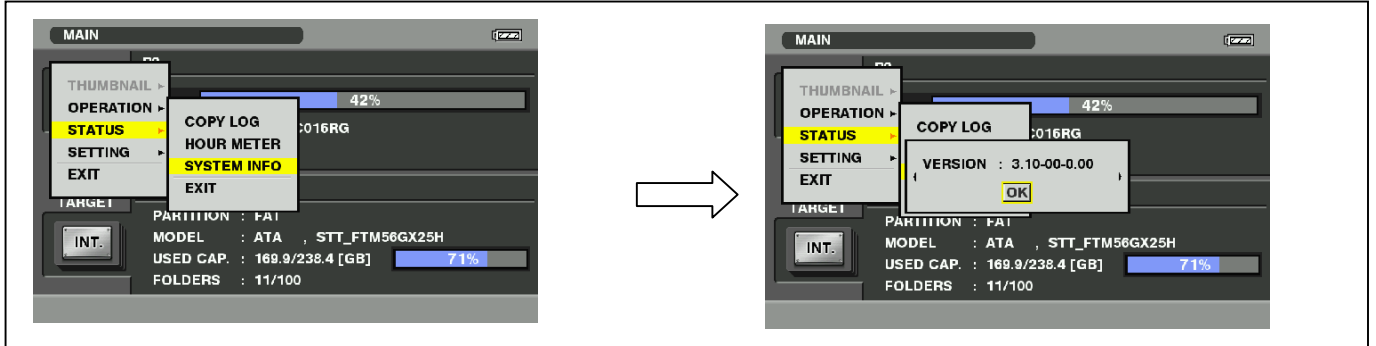 MAIN
THUMBNAIL
OPERATION
STATUS
SETTING
EXIT
COPY LOG
HOUR METER
SYSTEM INFO
EXIT
42%
C016RG
TARGET
INT.
PARTITION : FAT
MODEL : ATA , STT_FTM56GX25H
USED CAP. : 169.9/238.4 [GB] 71%
FOLDERS : 11/100
MAIN
THUMBNAIL
OPERATION
STATUS
SETTING
EXIT
COPY LOG
42%
C016RG
VERSION : 3.10-00-0.00
OK
TARGET
INT.
PARTITION : FAT
MODEL : ATA , STT_FTM56GX25H
USED CAP. : 169.9/238.4 [GB] 71%
FOLDERS : 11/100